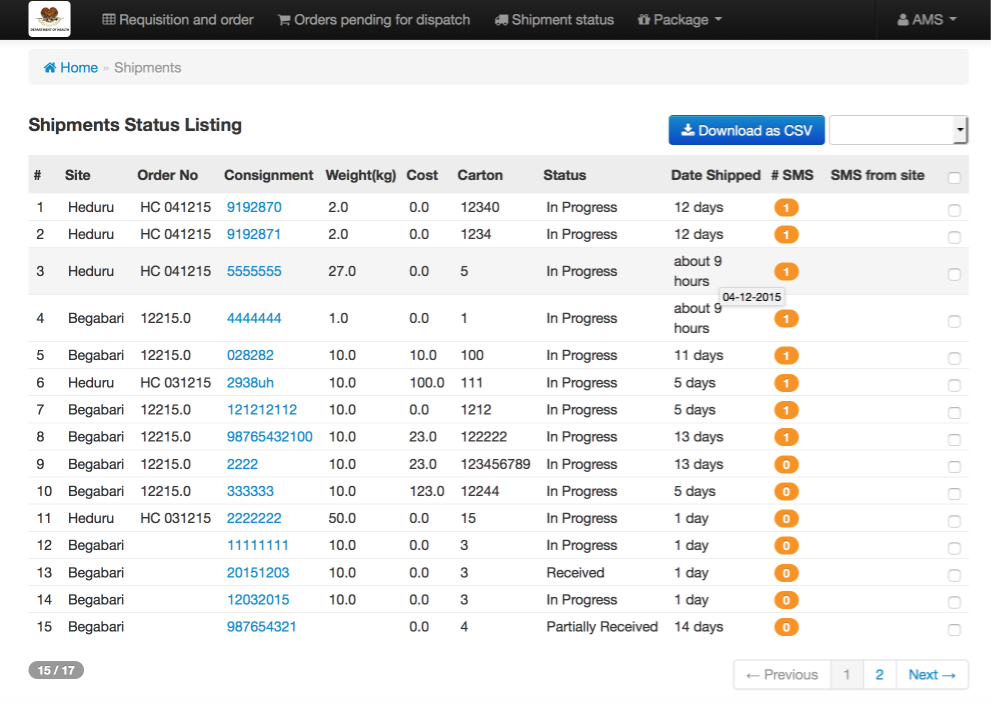 DEPARTMENT OF HEALTH
Requisition and order Orders pending for dispatch Shipment status Package AMS
Home » Shipments
Shipments Status Listing
Download as CSV
# Site Order No Consignment Weight(kg) Cost Carton Status Date Shipped # SMS SMS from site
1 Heduru HC 041215 9192870 2.0 0.0 12340 In Progress 12 days 1
2 Heduru HC 041215 9192871 2.0 0.0 1234 In Progress 12 days 1
3 Heduru HC 041215 5555555 27.0 0.0 5 In Progress about 9 hours 1
04-12-2015
4 Begabari 12215.0 4444444 1.0 0.0 1 In Progress about 9 hours 1
5 Begabari 12215.0 028282 10.0 10.0 100 In Progress 11 days 1
6 Heduru HC 031215 2938uh 10.0 100.0 111 In Progress 5 days 1
7 Begabari 12215.0 121212112 10.0 0.0 1212 In Progress 5 days 1
8 Begabari 12215.0 98765432100 10.0 23.0 122222 In Progress 13 days 1
9 Begabari 12215.0 2222 10.0 23.0 123456789 In Progress 13 days 0
10 Begabari 12215.0 333333 10.0 123.0 12244 In Progress 5 days 0
11 Heduru HC 031215 2222222 50.0 0.0 15 In Progress 1 day 0
12 Begabari 11111111 10.0 0.0 3 In Progress 1 day 0
13 Begabari 20151203 10.0 0.0 3 Received 1 day 0
14 Begabari 12032015 10.0 0.0 3 In Progress 1 day 0
15 Begabari 987654321 0.0 4 Partially Received 14 days 0
15 / 17
← Previous 1 2 Next →